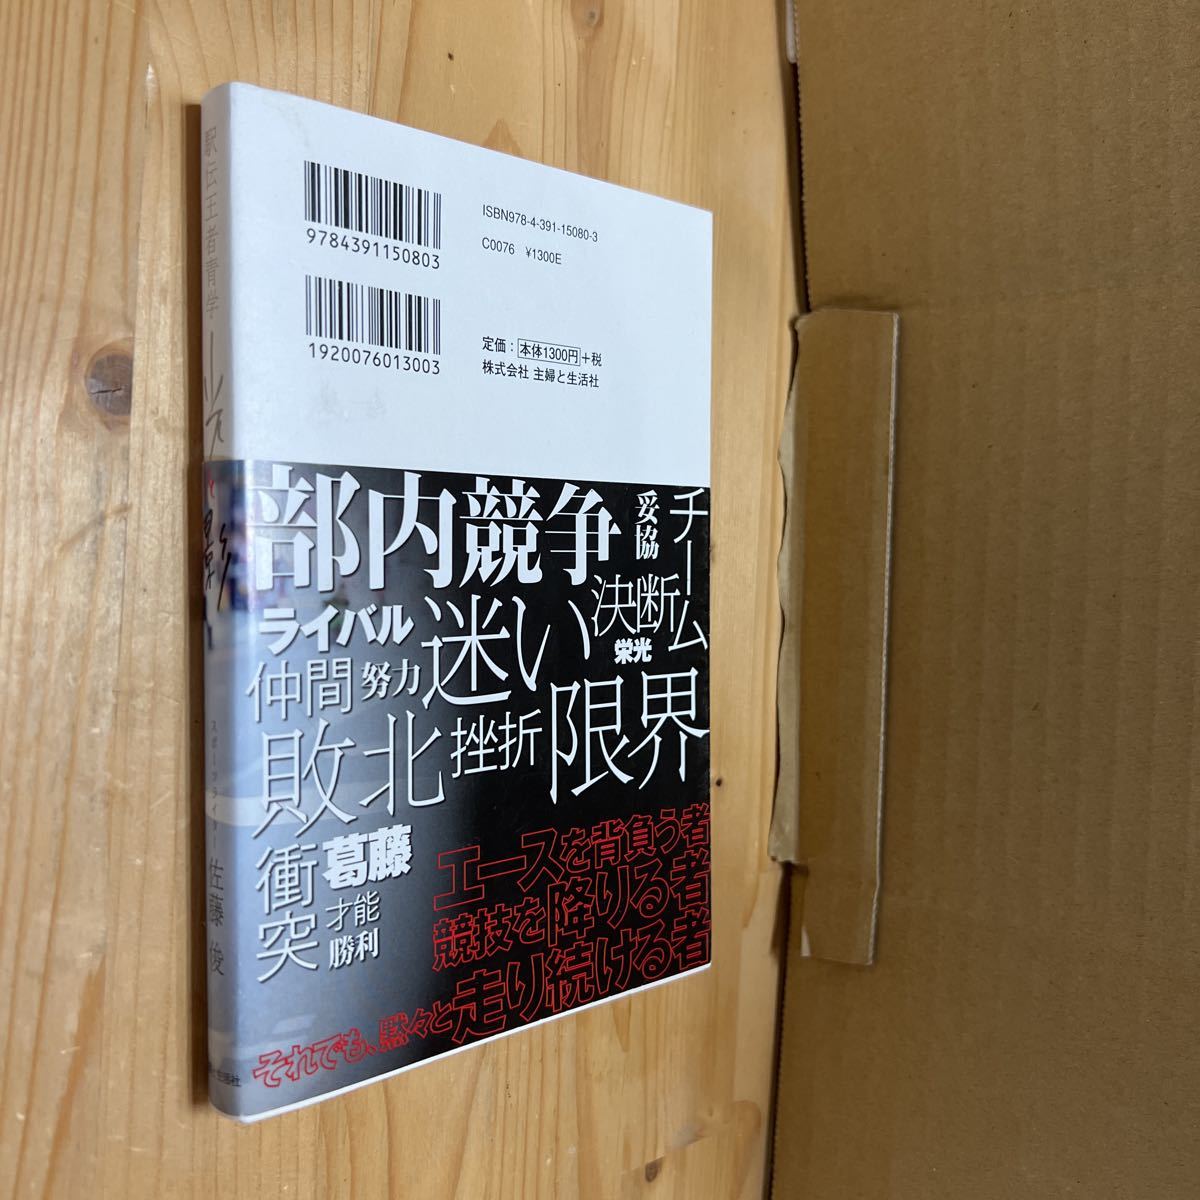 駅伝王者青学 光と影
スポーツライター 佐藤 俊
ISBN978-4-391-15080-3
C0076 ¥1300E
9784391150803
1920076013003
定価：本体1300円+税
株式会社 主婦と生活社
部内競争
妥協
チーム
ライバル
迷い
決断
栄光
仲間
努力
敗北
挫折
限界
衝突
葛藤
才能
勝利
エースを背負う者
競技を降りる者
それでも、黙々と走り続ける者